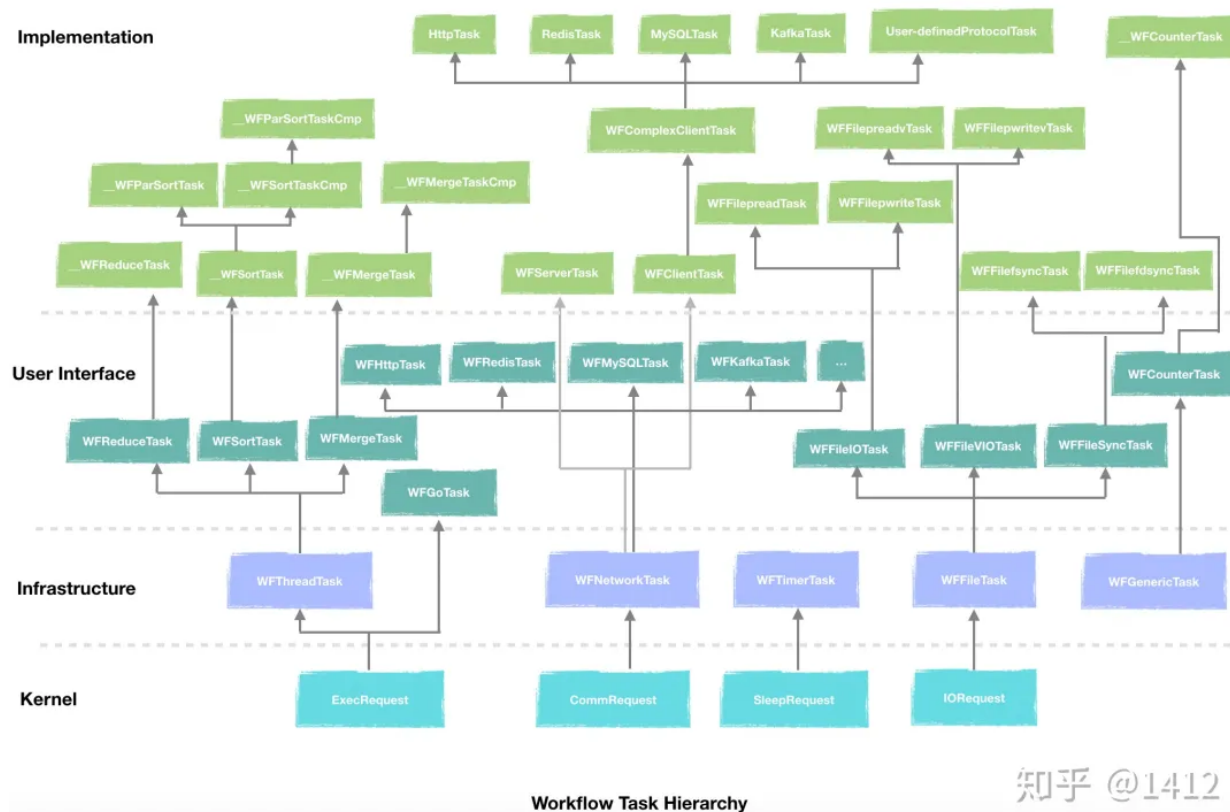 Implementation
HttpTask
RedisTask
MySQLTask
KafkaTask
User-definedProtocolTask
__WFCounterTask
__WFParSortTaskCmp
WFComplexClientTask
WFFilepreadvTask
WFFilepwritevTask
__WFParSortTask
__WFSortTaskCmp
__WFMergeTaskCmp
WFFilepreadTask
WFFilepwriteTask
__WFReduceTask
__WFSortTask
__WFMergeTask
WFServerTask
WFClientTask
WFFilefsyncTask
WFFilefdsyncTask
User Interface
WFHttpTask
WFRedisTask
WFMySQLTask
WFKafkaTask
...
WFCounterTask
WFReduceTask
WFSortTask
WFMergeTask
WFFileIOTask
WFFileVIOTask
WFFileSyncTask
WFGoTask
Infrastructure
WFThreadTask
WFNetworkTask
WFTimerTask
WFFileTask
WFGenericTask
Kernel
ExecRequest
CommRequest
SleepRequest
IORequest
知乎 @1412
Workflow Task Hierarchy